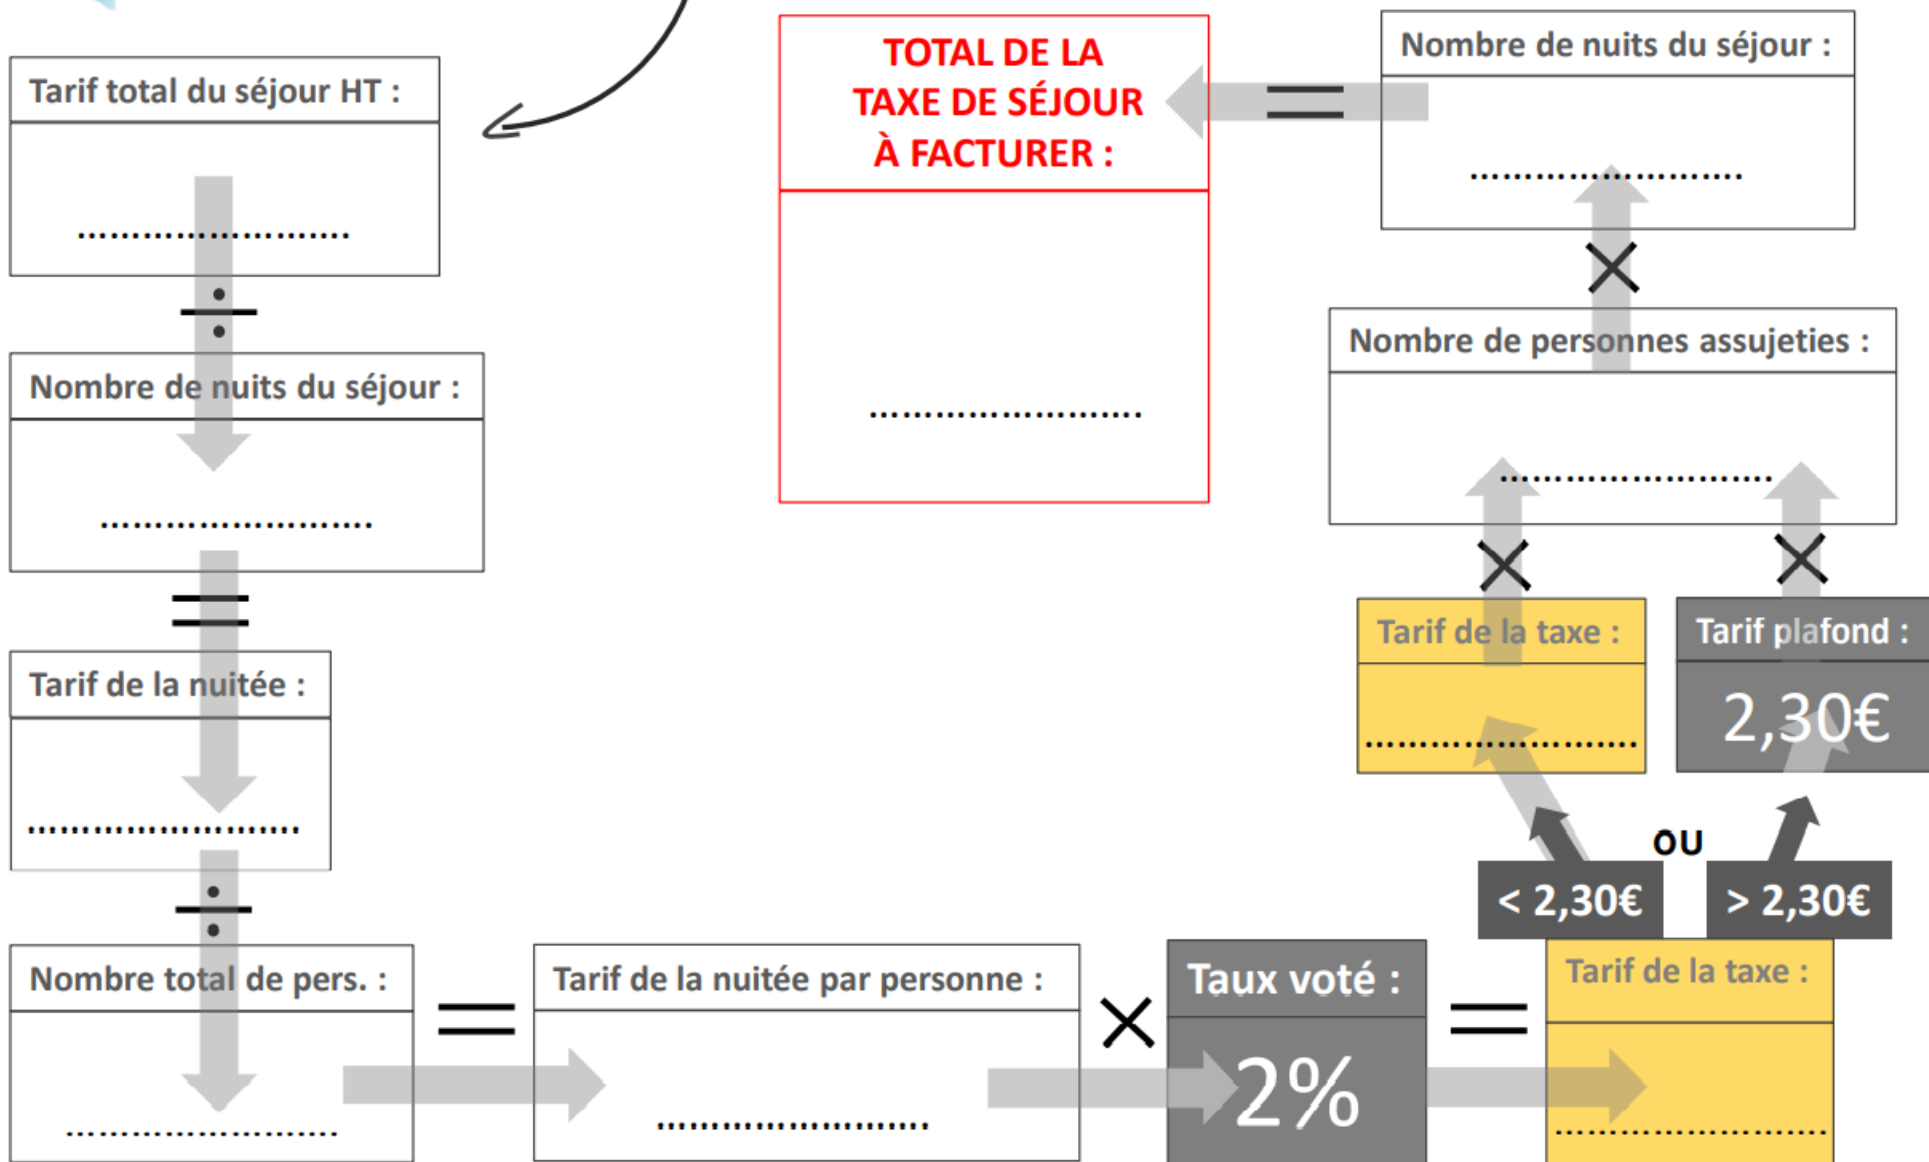 Tarif total du séjour HT :
……………………….
÷
Nombre de nuits du séjour :
……………………….
=
Tarif de la nuitée :
……………………….
÷
Nombre total de pers. :
……………………….
=
Tarif de la nuitée par personne :
……………………….
×
Taux voté :
2%
=
Tarif de la taxe :
……………………….
< 2,30€
OU
> 2,30€
Tarif de la taxe :
……………………….
Tarif plafond :
2,30€
×
×
Nombre de personnes assujeties :
……………………….
×
Nombre de nuits du séjour :
……………………….
=
TOTAL DE LA
TAXE DE SÉJOUR
À FACTURER :
……………………….